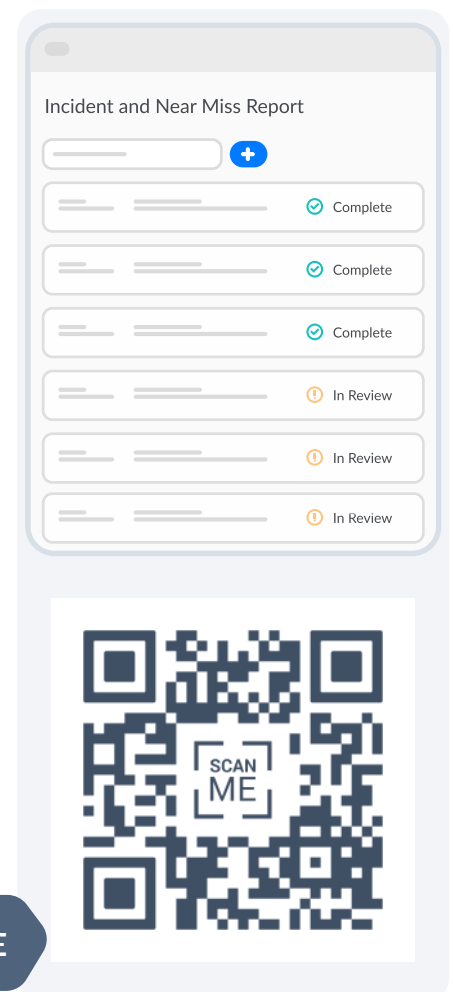 Incident and Near Miss Report
Complete
Complete
Complete
In Review
In Review
In Review
SCAN
ME
E